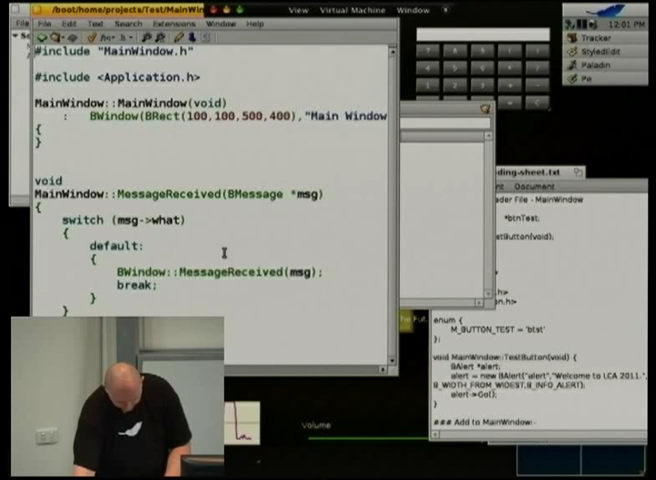 /boot/home/projects/Test/MainWin
View Virtual Machine Window
12:01 PM
File Edit Text Search Extensions Window
Tracker
StyledEdit
Paladin
Pe
#include "MainWindow.h"
#include <Application.h>
MainWindow::MainWindow(void)
: BWindow(BRect(100,100,500,400),"Main Window
{
}
void
MainWindow::MessageReceived(BMessage *msg)
{
switch (msg->what)
{
default:
{
BWindow::MessageReceived(msg);
break;
}
}
ding-sheet.txt
Document
ader File - MainWindow
*btnText;
stButton(void);
enum {
M_BUTTON_TEST = 'btst'
};
void MainWindow::TestButton(void) {
BAlert *alert;
alert = new BAlert("alert","Welcome to LCA 2011.",
B_WIDTH_FROM_WIDEST,B_INFO_ALERT);
alert->Go();
}
### Add to MainWindow:-
Volume